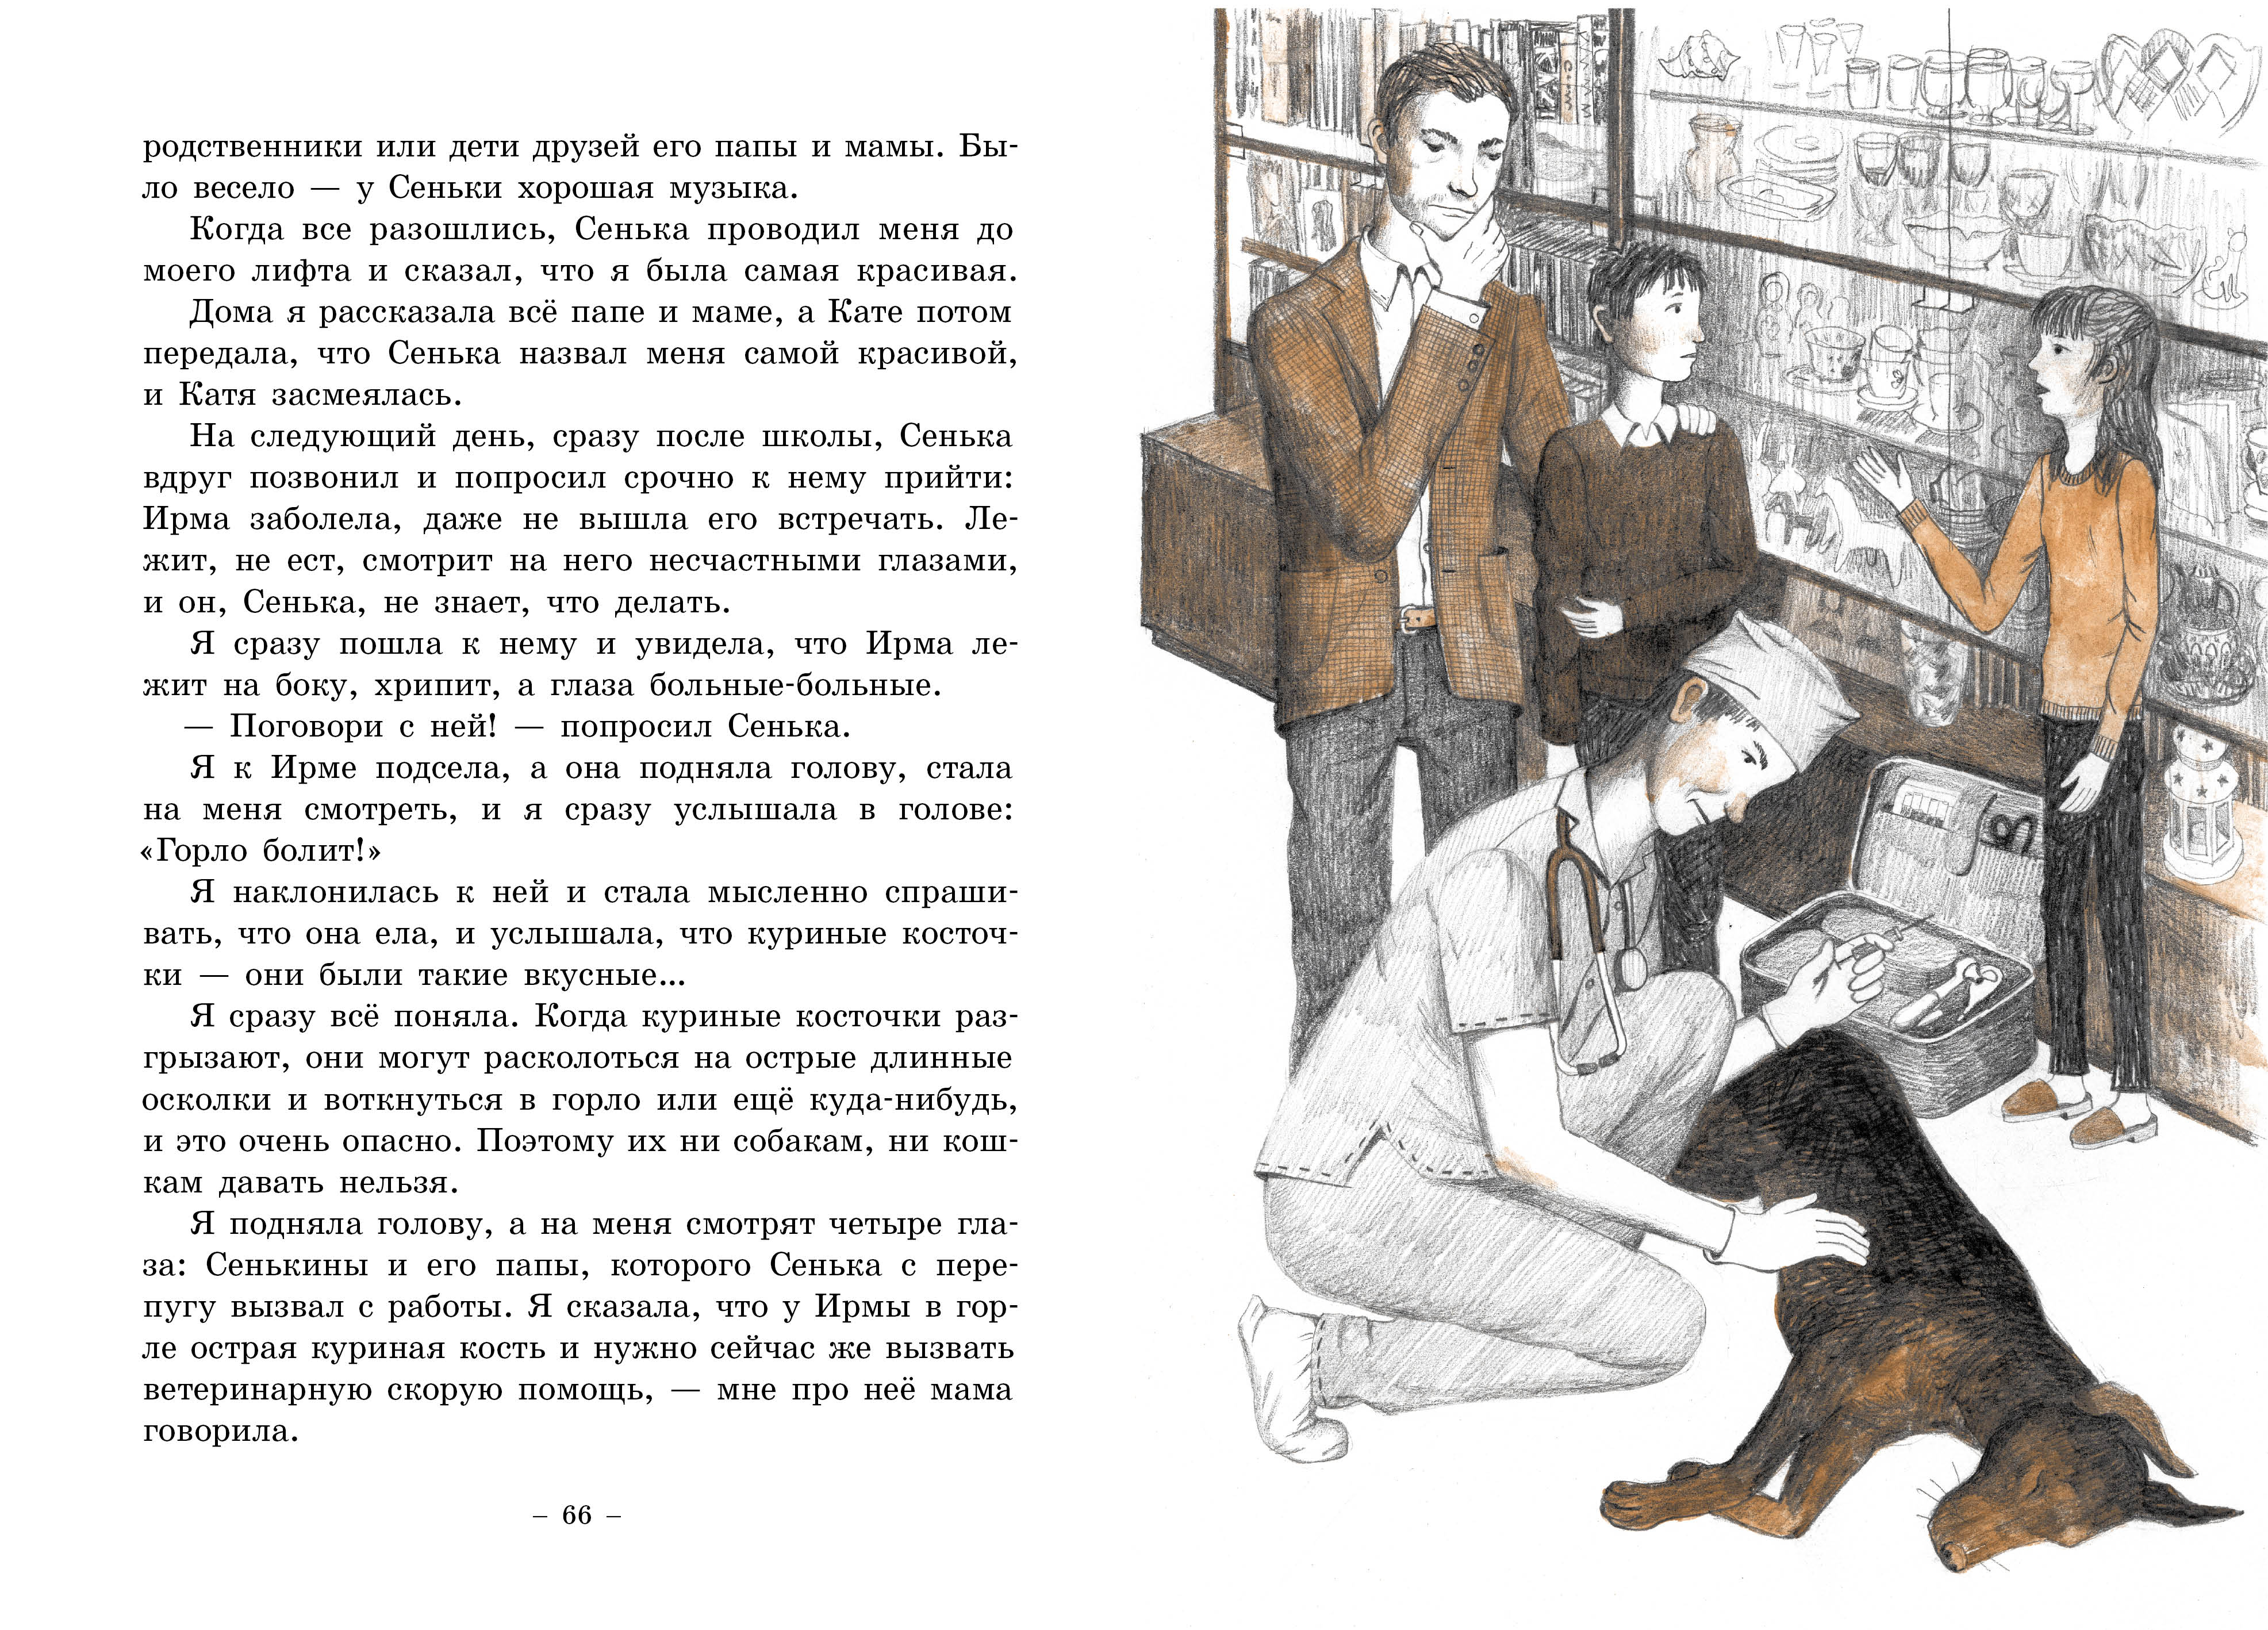 родственники или дети друзей его папы и мамы. Бы-
ло весело — у Сеньки хорошая музыка.
Когда все разошлись, Сенька проводил меня до
моего лифта и сказал, что я была самая красивая.
Дома я рассказала всё папе и маме, а Кате потом
передала, что Сенька назвал меня самой красивой,
и Катя засмеялась.
На следующий день, сразу после школы, Сенька
вдруг позвонил и попросил срочно к нему прийти:
Ирма заболела, даже не вышла его встречать. Ле-
жит, не ест, смотрит на него несчастными глазами,
и он, Сенька, не знает, что делать.
Я сразу пошла к нему и увидела, что Ирма ле-
жит на боку, хрипит, а глаза больные-больные.
— Поговори с ней! — попросил Сенька.
Я к Ирме подсела, а она подняла голову, стала
на меня смотреть, и я сразу услышала в голове:
«Горло болит!»
Я наклонилась к ней и стала мысленно спраши-
вать, что она ела, и услышала, что куриные косточ-
ки — они были такие вкусные...
Я сразу всё поняла. Когда куриные косточки раз-
грызают, они могут расколоться на острые длинные
осколки и воткнуться в горло или ещё куда-нибудь,
и это очень опасно. Поэтому их ни собакам, ни кош-
кам давать нельзя.
Я подняла голову, а на меня смотрят четыре гла-
за: Сенькины и его папы, которого Сенька с пере-
пугу вызвал с работы. Я сказала, что у Ирмы в гор-
ле острая куриная кость и нужно сейчас же вызвать
ветеринарную скорую помощь, — мне про неё мама
говорила.
– 66 –